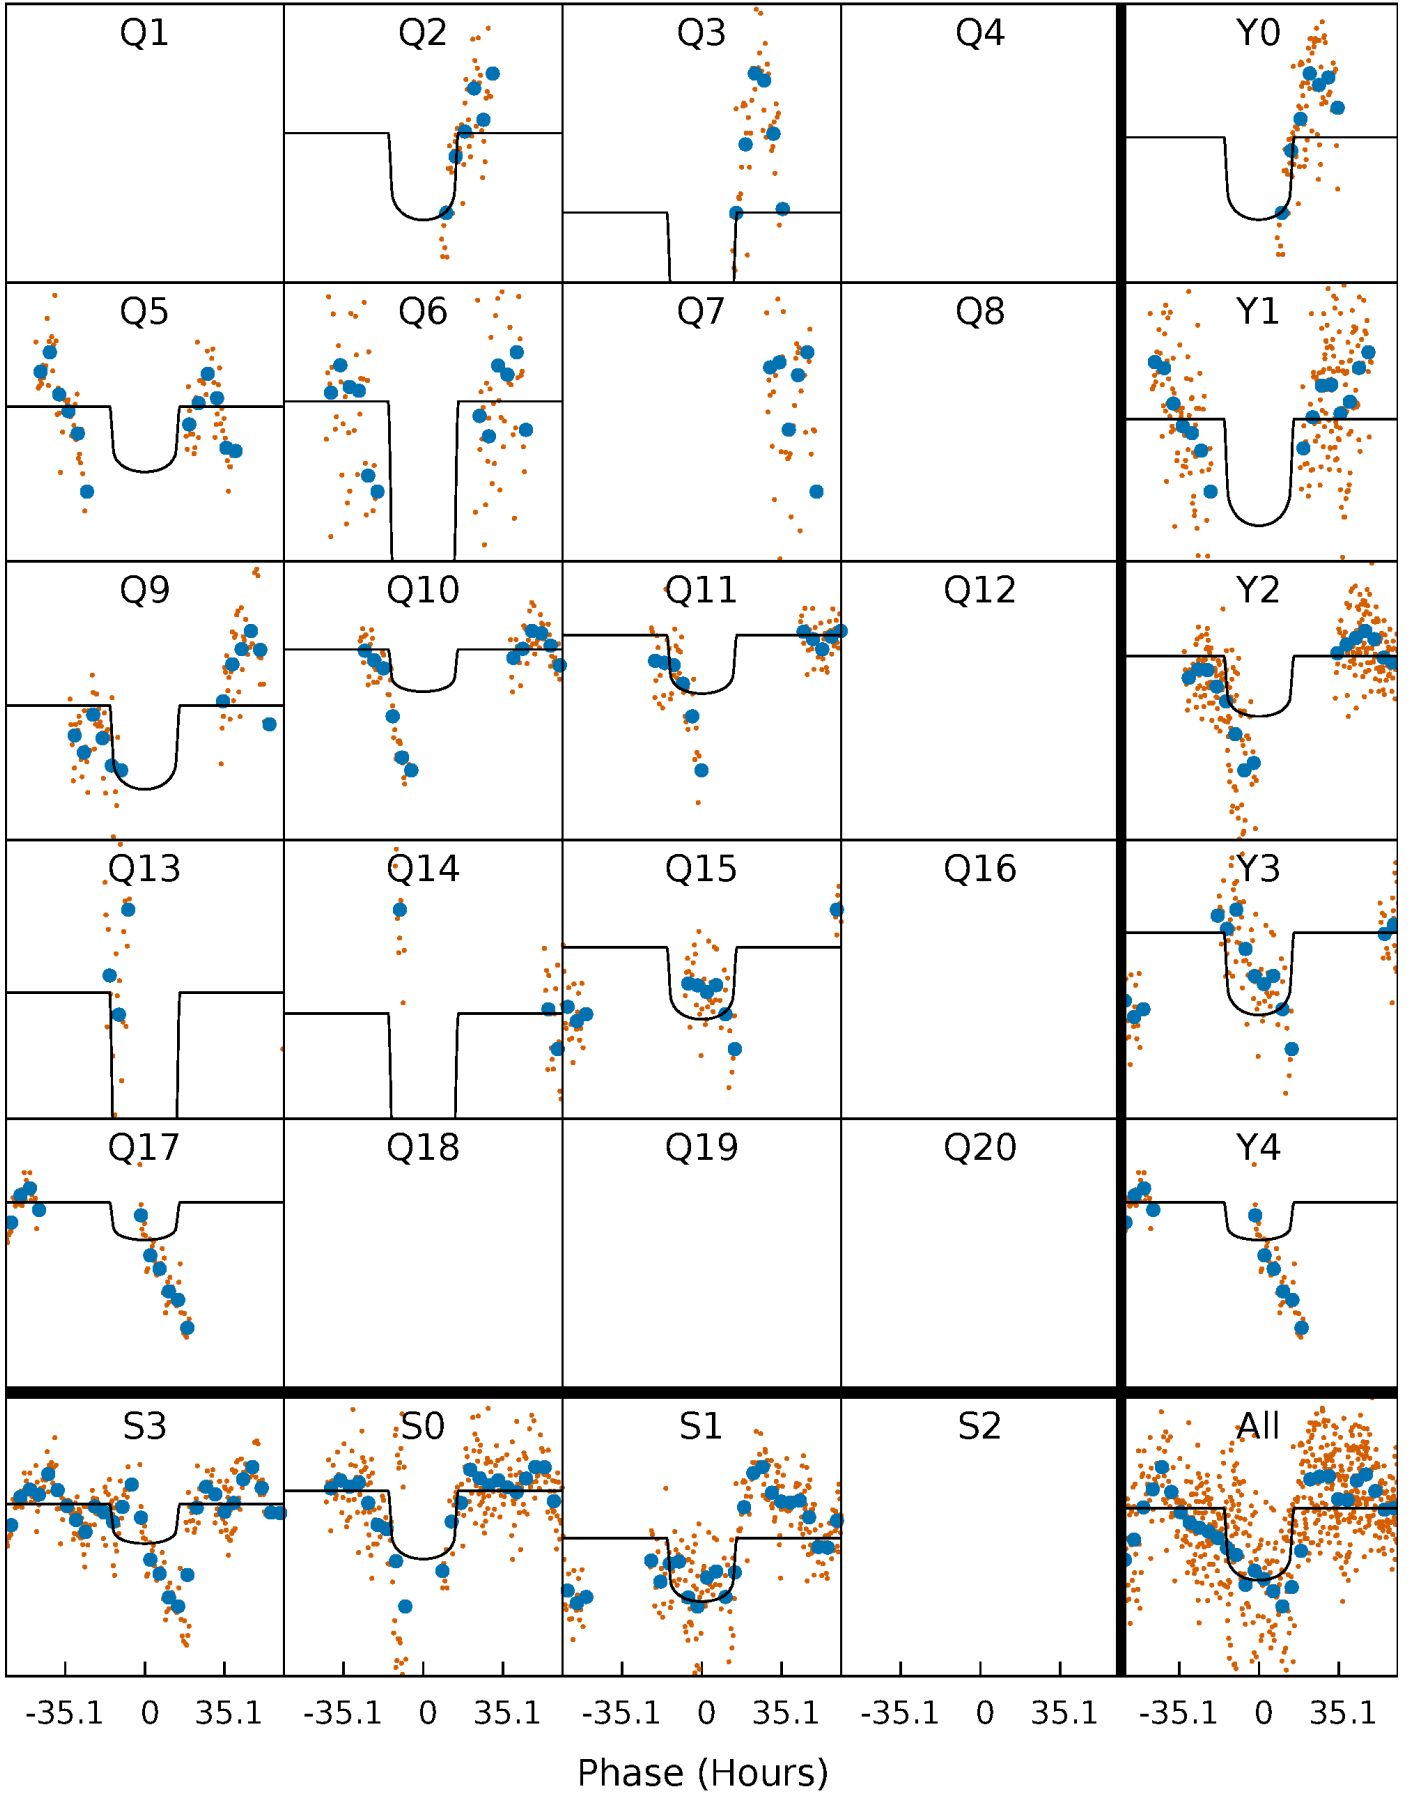 Q1 Q2 Q3 Q4 Y0
Q5 Q6 Q7 Q8 Y1
Q9 Q10 Q11 Q12 Y2
Q13 Q14 Q15 Q16 Y3
Q17 Q18 Q19 Q20 Y4
S3 S0 S1 S2 All
-35.1 0 35.1 -35.1 0 35.1 -35.1 0 35.1 -35.1 0 35.1 -35.1 0 35.1
Phase (Hours)